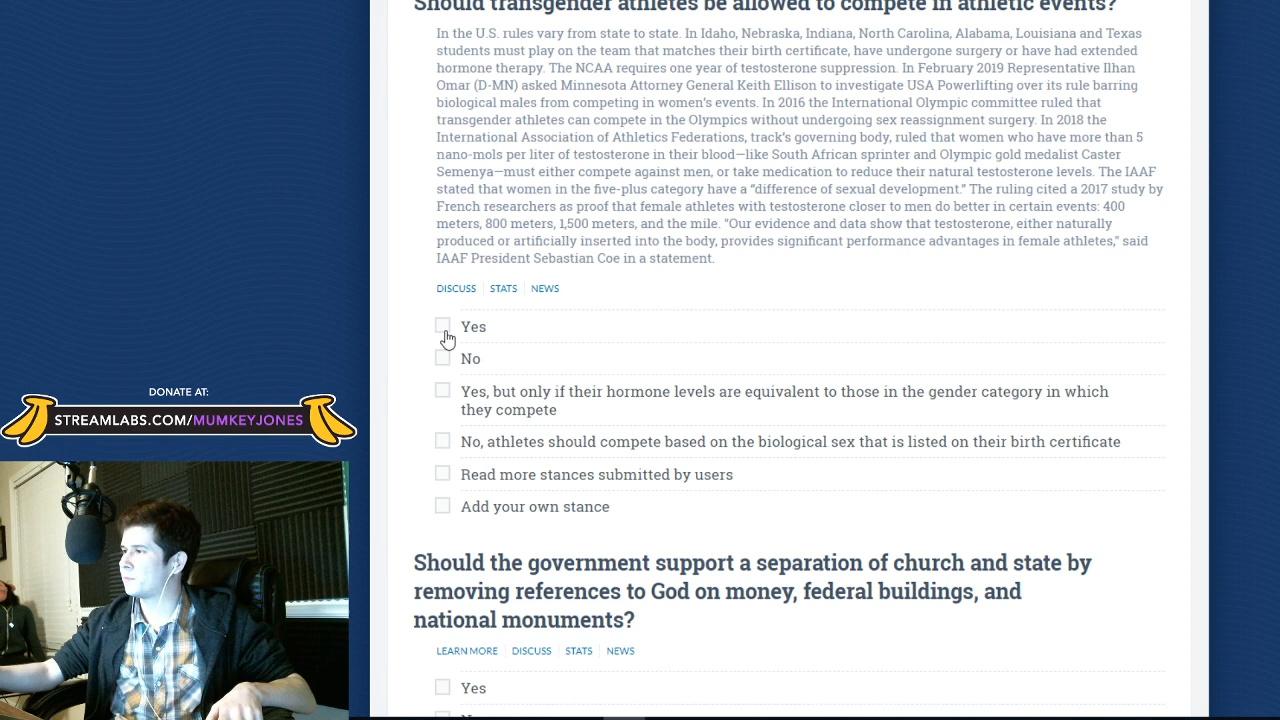 Should transgender athletes be allowed to compete in athletic events?
In the U.S. rules vary from state to state. In Idaho, Nebraska, Indiana, North Carolina, Alabama, Louisiana and Texas
students must play on the team that matches their birth certificate, have undergone surgery or have had extended
hormone therapy. The NCAA requires one year of testosterone suppression. In February 2019 Representative Ilhan
Omar (D-MN) asked Minnesota Attorney General Keith Ellison to investigate USA Powerlifting over its rule barring
biological males from competing in women's events. In 2016 the International Olympic committee ruled that
transgender athletes can compete in the Olympics without undergoing sex reassignment surgery. In 2018 the
International Association of Athletics Federations, track's governing body, ruled that women who have more than 5
nano-mols per liter of testosterone in their blood—like South African sprinter and Olympic gold medalist Caster
Semenya—must either compete against men, or take medication to reduce their natural testosterone levels. The IAAF
stated that women in the five-plus category have a “difference of sexual development.” The ruling cited a 2017 study by
French researchers as proof that female athletes with testosterone closer to men do better in certain events: 400
meters, 800 meters, 1,500 meters, and the mile. "Our evidence and data show that testosterone, either naturally
produced or artificially inserted into the body, provides significant performance advantages in female athletes," said
IAAF President Sebastian Coe in a statement.
DISCUSS STATS NEWS
Yes
No
Yes, but only if their hormone levels are equivalent to those in the gender category in which
they compete
No, athletes should compete based on the biological sex that is listed on their birth certificate
Read more stances submitted by users
Add your own stance
Should the government support a separation of church and state by
removing references to God on money, federal buildings, and
national monuments?
LEARN MORE DISCUSS STATS NEWS
Yes
DONATE AT:
STREAMLABS.COM/MUMKEYJONES